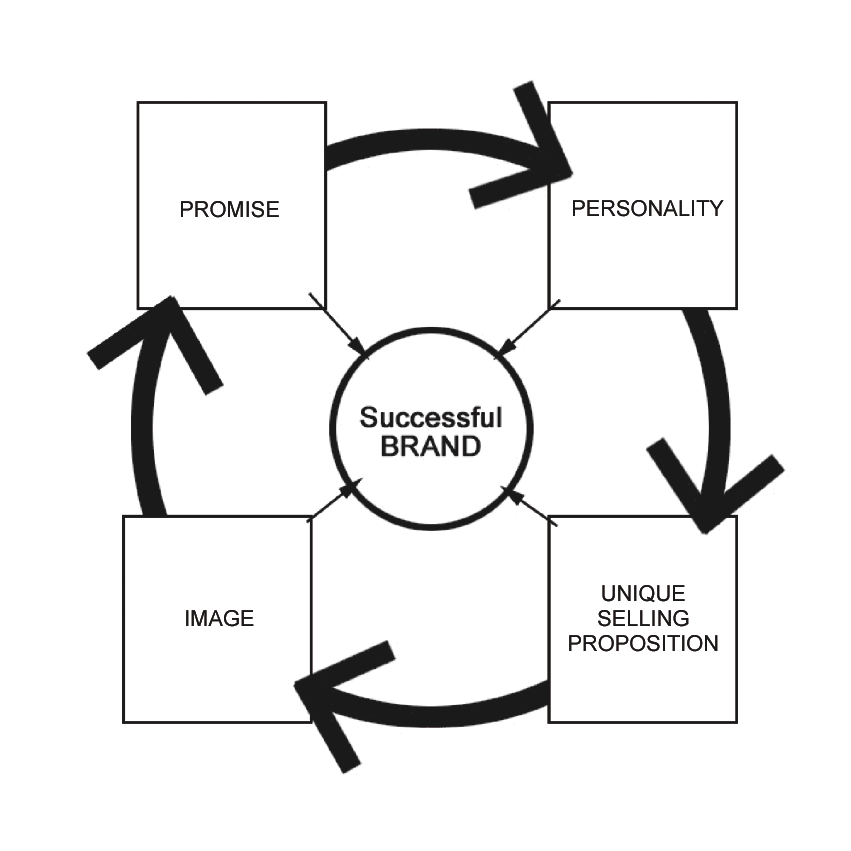 PROMISE
PERSONALITY
Successful
BRAND
IMAGE
UNIQUE
SELLING
PROPOSITION